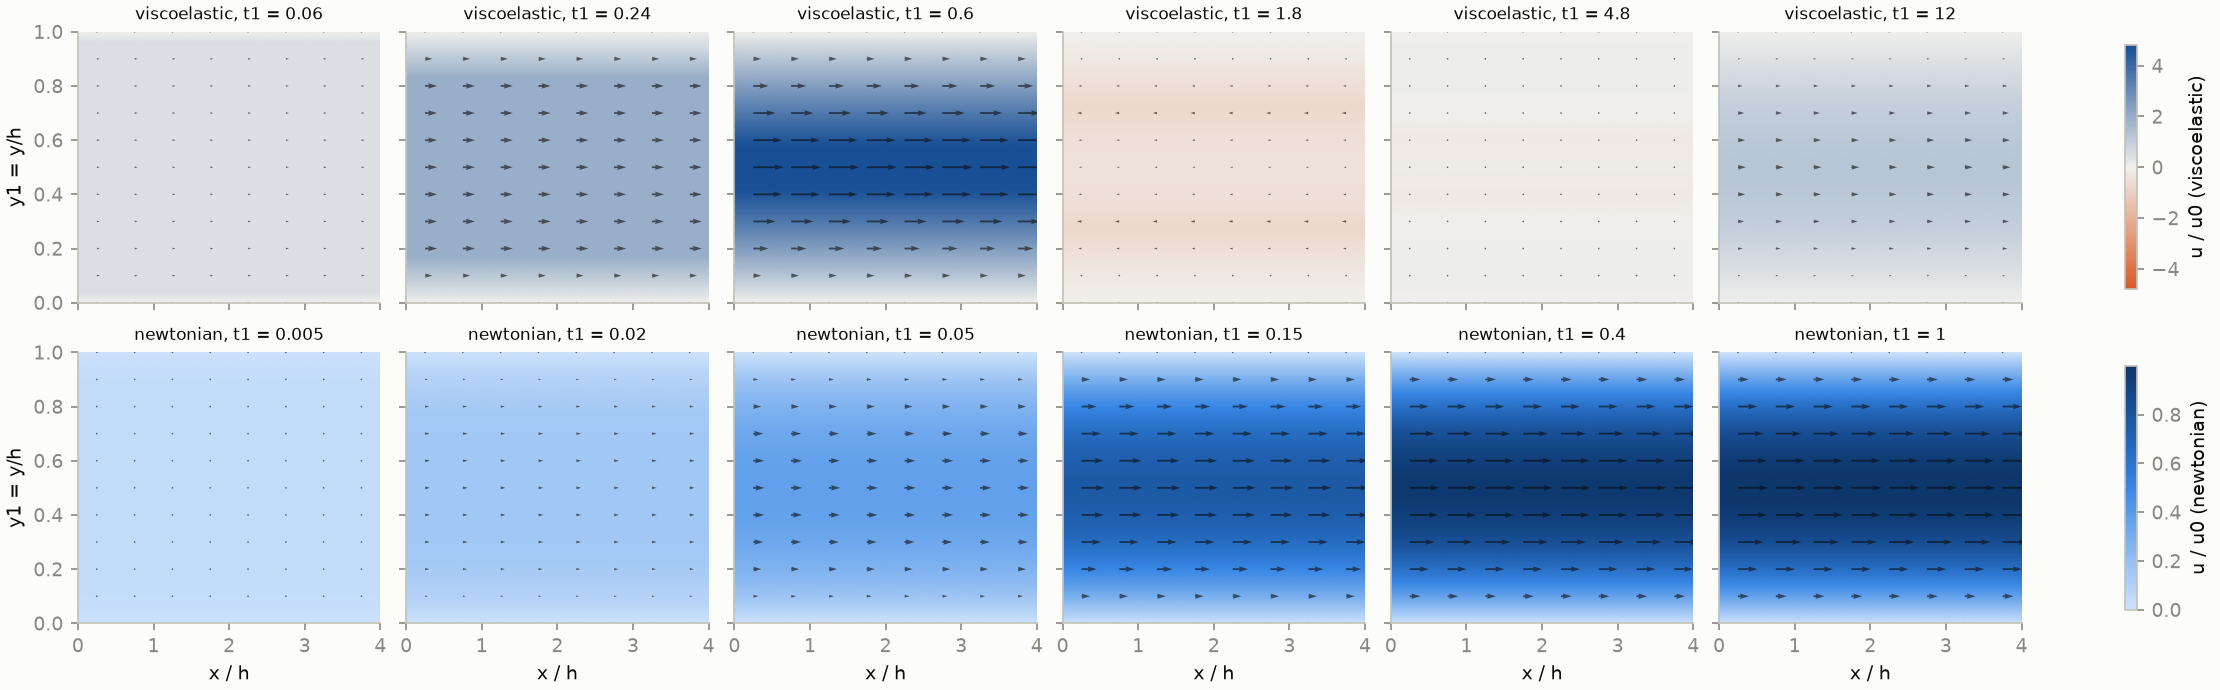 viscoelastic, t1 = 0.06
viscoelastic, t1 = 0.24
viscoelastic, t1 = 0.6
viscoelastic, t1 = 1.8
viscoelastic, t1 = 4.8
viscoelastic, t1 = 12
1.0
0.8
0.6
0.4
0.2
0.0
y1 = y/h
4
2
0
−2
−4
u / u0 (viscoelastic)
newtonian, t1 = 0.005
newtonian, t1 = 0.02
newtonian, t1 = 0.05
newtonian, t1 = 0.15
newtonian, t1 = 0.4
newtonian, t1 = 1
1.0
0.8
0.6
0.4
0.2
0.0
y1 = y/h
0.8
0.6
0.4
0.2
0.0
u / u0 (newtonian)
0 1 2 3 4
0 1 2 3 4
0 1 2 3 4
0 1 2 3 4
0 1 2 3 4
0 1 2 3 4
x / h
x / h
x / h
x / h
x / h
x / h